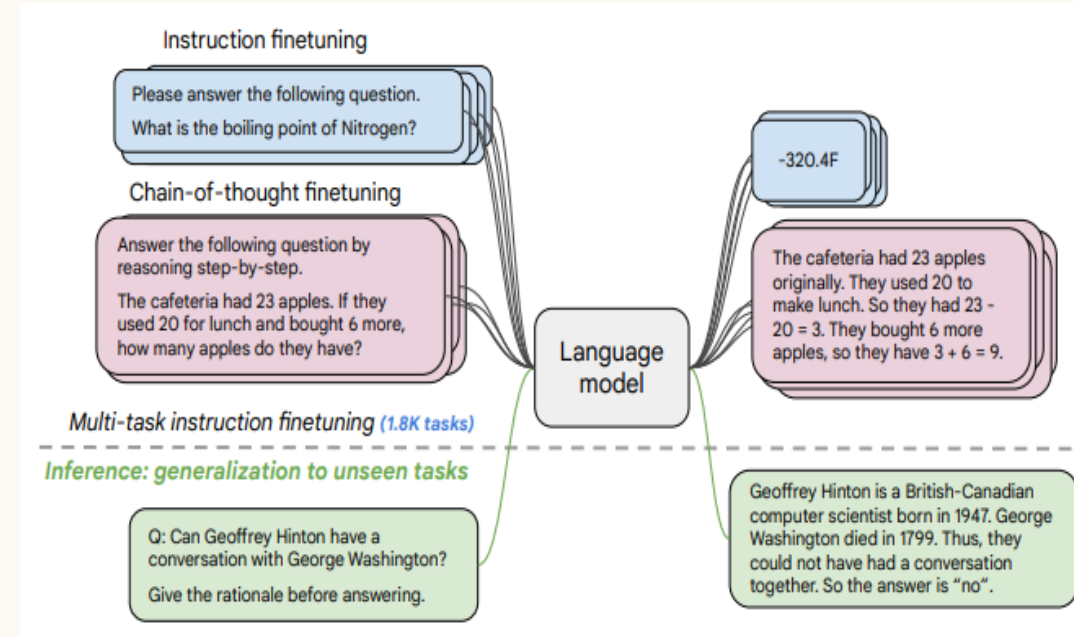 Instruction finetuning
Please answer the following question.
What is the boiling point of Nitrogen?
-320.4F
Chain-of-thought finetuning
Answer the following question by
reasoning step-by-step.
The cafeteria had 23 apples. If they
used 20 for lunch and bought 6 more,
how many apples do they have?
The cafeteria had 23 apples
originally. They used 20 to
make lunch. So they had 23 -
20 = 3. They bought 6 more
apples, so they have 3 + 6 = 9.
Language
model
Multi-task instruction finetuning (1.8K tasks)
Inference: generalization to unseen tasks
Q: Can Geoffrey Hinton have a
conversation with George Washington?
Give the rationale before answering.
Geoffrey Hinton is a British-Canadian
computer scientist born in 1947. George
Washington died in 1799. Thus, they
could not have had a conversation
together. So the answer is “no”.